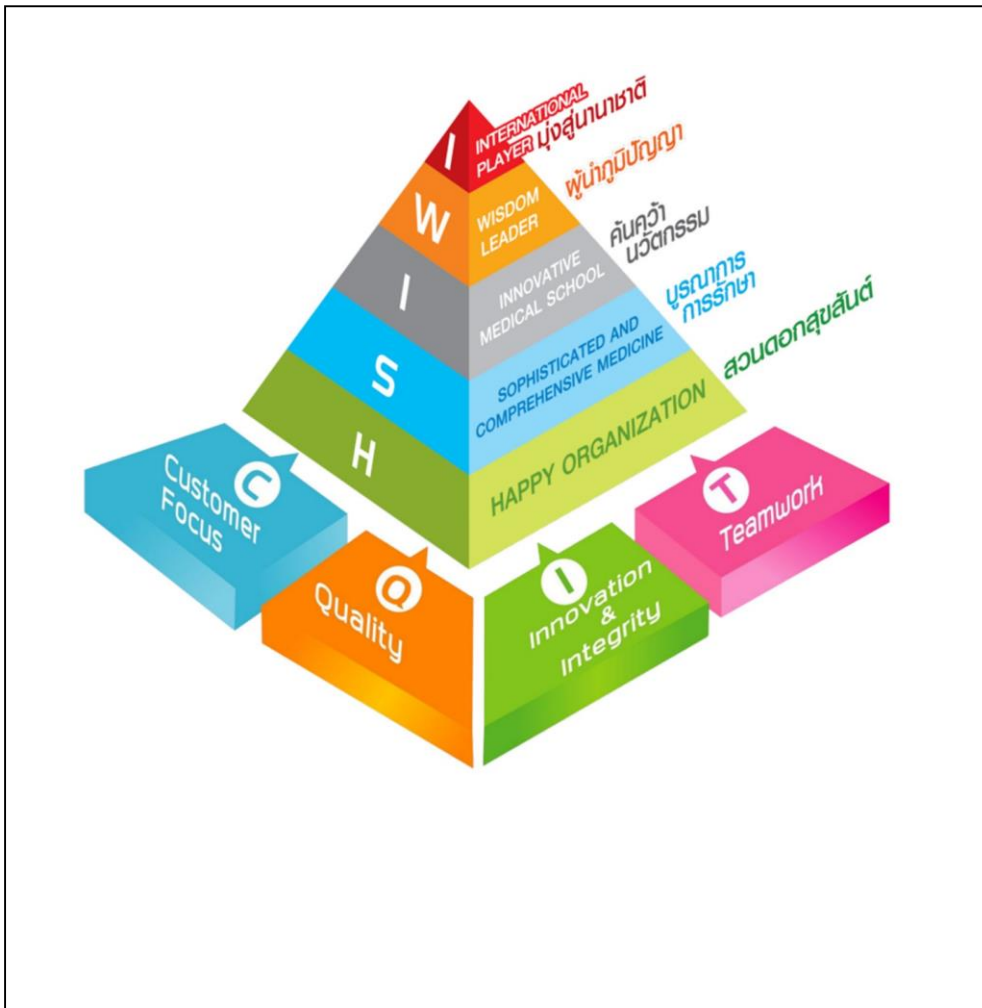 I
INTERNATIONAL
PLAYER มุ่งสู่นานาชาติ
W
WISDOM
LEADER
ผู้นำภูมิปัญญา
I
INNOVATIVE
MEDICAL SCHOOL
ค้นคว้า
นวัตกรรม
S
SOPHISTICATED AND
COMPREHENSIVE MEDICINE
บูรณาการ
การรักษา
H
HAPPY ORGANIZATION
สวนดอกสุขสันต์
C
Customer
Focus
Q
Quality
I
Innovation
&
Integrity
T
Teamwork